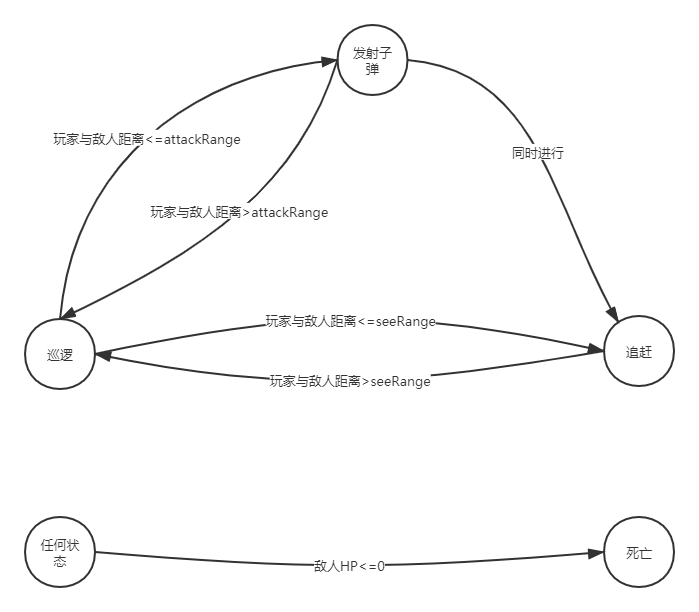 发射子
弹
玩家与敌人距离<=attackRange
同时进行
玩家与敌人距离>attackRange
玩家与敌人距离<=seeRange
巡逻
追赶
玩家与敌人距离>seeRange
任何状
态
死亡
敌人HP<=0